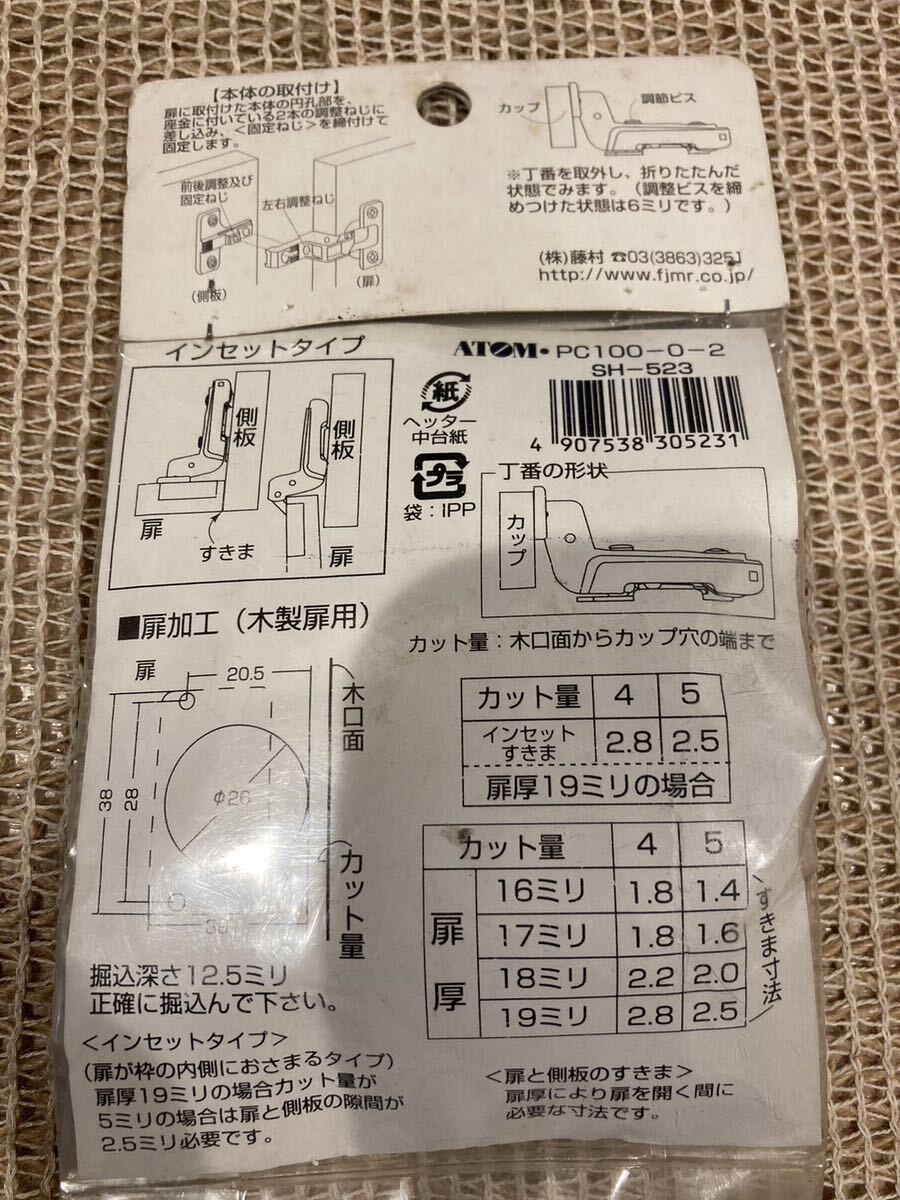 【本体の取付け】
扉に取付けた本体の円孔部を、
座金に付いている2本の調整ねじに
差し込み、<固定ねじ>を締付けて
固定します。
前後調整及び
固定ねじ
左右調整ねじ
(側板)
(扉)
カップ
調節ビス
※丁番を取外し、折りたたんだ
状態でみます。(調整ビスを締
めつけた状態は6ミリです。)
(株)藤村 ☎03(3863)3251
http://www.fjmr.co.jp/
インセットタイプ
側板
扉
すきま
側板
扉
ATOM・PC100-0-2
SH-523
紙
ヘッター
中台紙
プラ
袋:IPP
4 907538 305231
丁番の形状
カップ
カット量:木口面からカップ穴の端まで
■扉加工(木製扉用)
扉
20.5
木口面
38
28
φ26
カット量
39
掘込深さ12.5ミリ
正確に掘込んで下さい。
カット量 4 5
インセットすきま 2.8 2.5
扉厚19ミリの場合
カット量 4 5
扉厚
16ミリ 1.8 1.4
17ミリ 1.8 1.6
18ミリ 2.2 2.0
19ミリ 2.8 2.5
すきま寸法
<インセットタイプ>
(扉が枠の内側におさまるタイプ)
扉厚19ミリの場合カット量が
5ミリの場合は扉と側板の隙間が
2.5ミリ必要です。
<扉と側板のすきま>
扉厚により扉を開く間に
必要な寸法です。